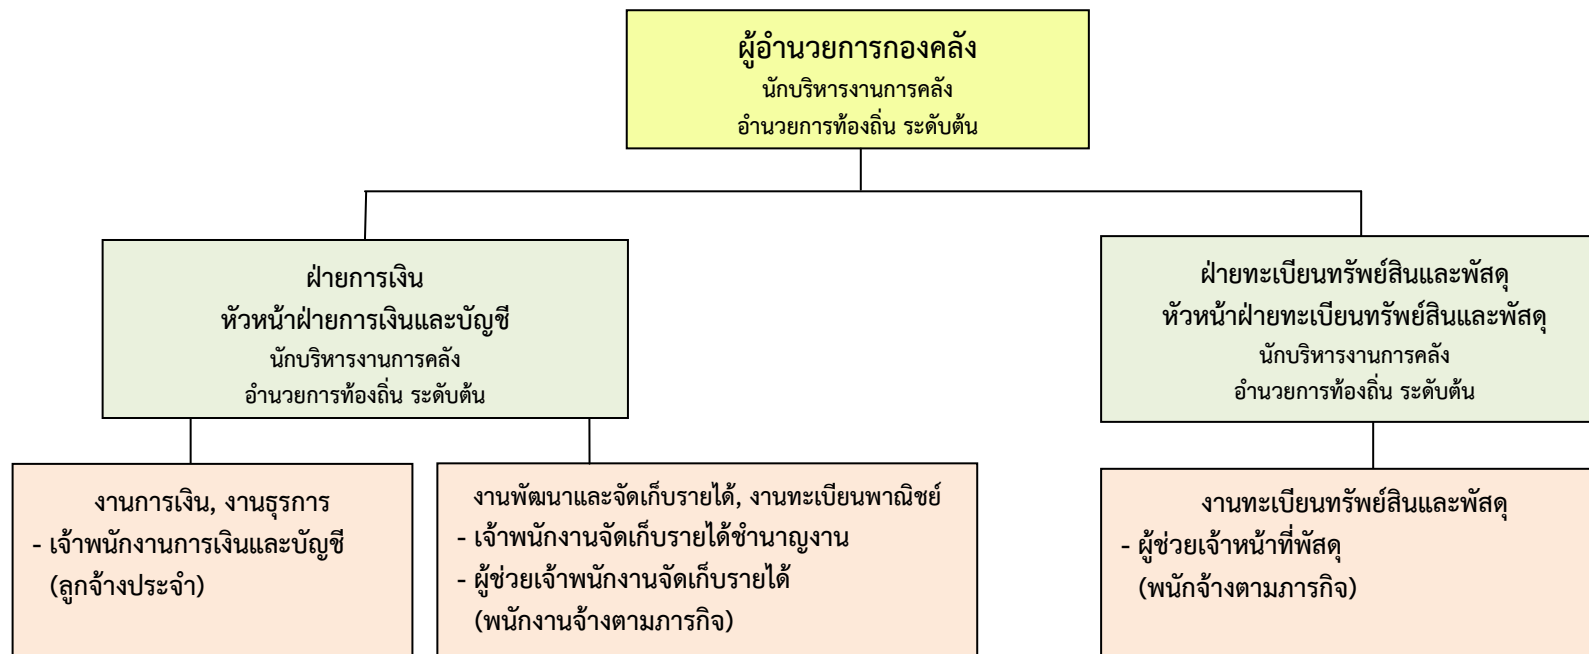 ผู้อำนวยการกองคลัง
นักบริหารงานการคลัง
อำนวยการท้องถิ่น ระดับต้น
ฝ่ายการเงิน
หัวหน้าฝ่ายการเงินและบัญชี
นักบริหารงานการคลัง
อำนวยการท้องถิ่น ระดับต้น
ฝ่ายทะเบียนทรัพย์สินและพัสดุ
หัวหน้าฝ่ายทะเบียนทรัพย์สินและพัสดุ
นักบริหารงานการคลัง
อำนวยการท้องถิ่น ระดับต้น
งานการเงิน, งานธุรการ
- เจ้าพนักงานการเงินและบัญชี
(ลูกจ้างประจำ)
งานพัฒนาและจัดเก็บรายได้, งานทะเบียนพาณิชย์
- เจ้าพนักงานจัดเก็บรายได้ชำนาญงาน
- ผู้ช่วยเจ้าพนักงานจัดเก็บรายได้
(พนักงานจ้างตามภารกิจ)
งานทะเบียนทรัพย์สินและพัสดุ
- ผู้ช่วยเจ้าหน้าที่พัสดุ
(พนักจ้างตามภารกิจ)